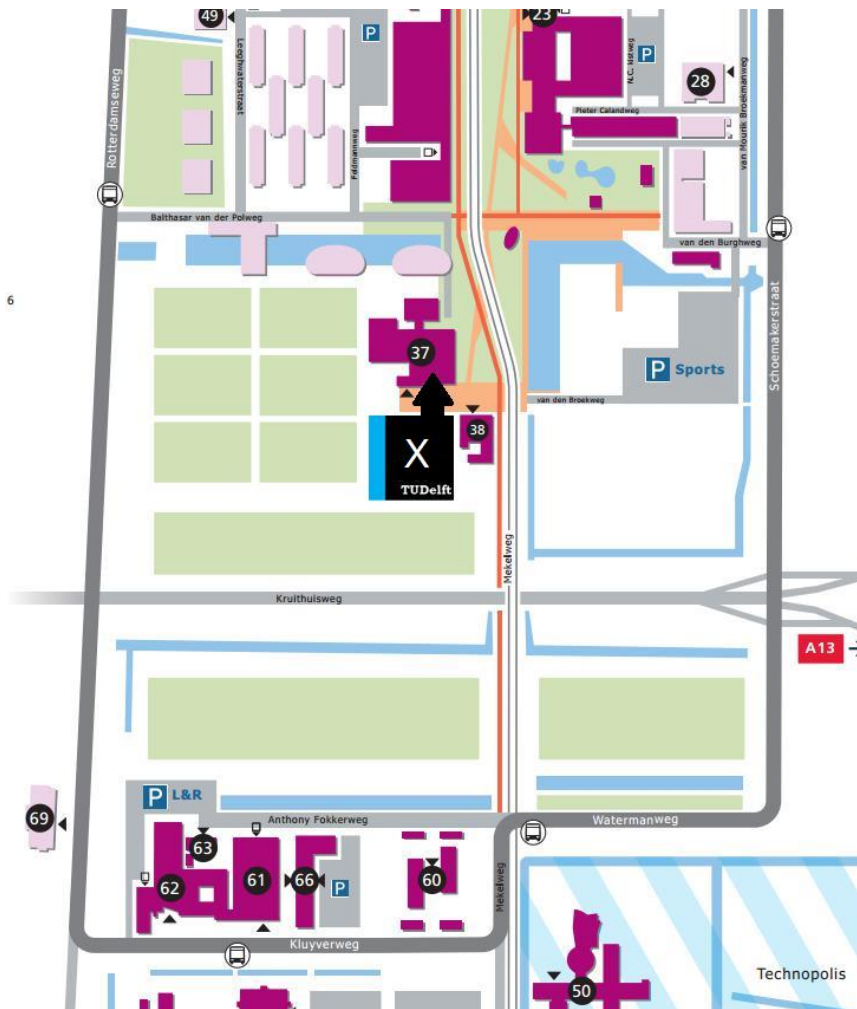 49
23
P
P
28
Leeghwaterstraat
N.C. kistweg
Rotterdamseweg
Feldmannweg
Pieter Calandweg
van Mourik Broekmanweg
Balthasar van der Polweg
van den Burghweg
6
Schoemakerstraat
37
P Sports
van den Broekweg
38
X
TUDelft
Mekelweg
Kruithuisweg
A13
P L&R
69
Anthony Fokkerweg
Watermanweg
63
62
61
66
P
60
Mekelweg
Kluyverweg
Technopolis
50